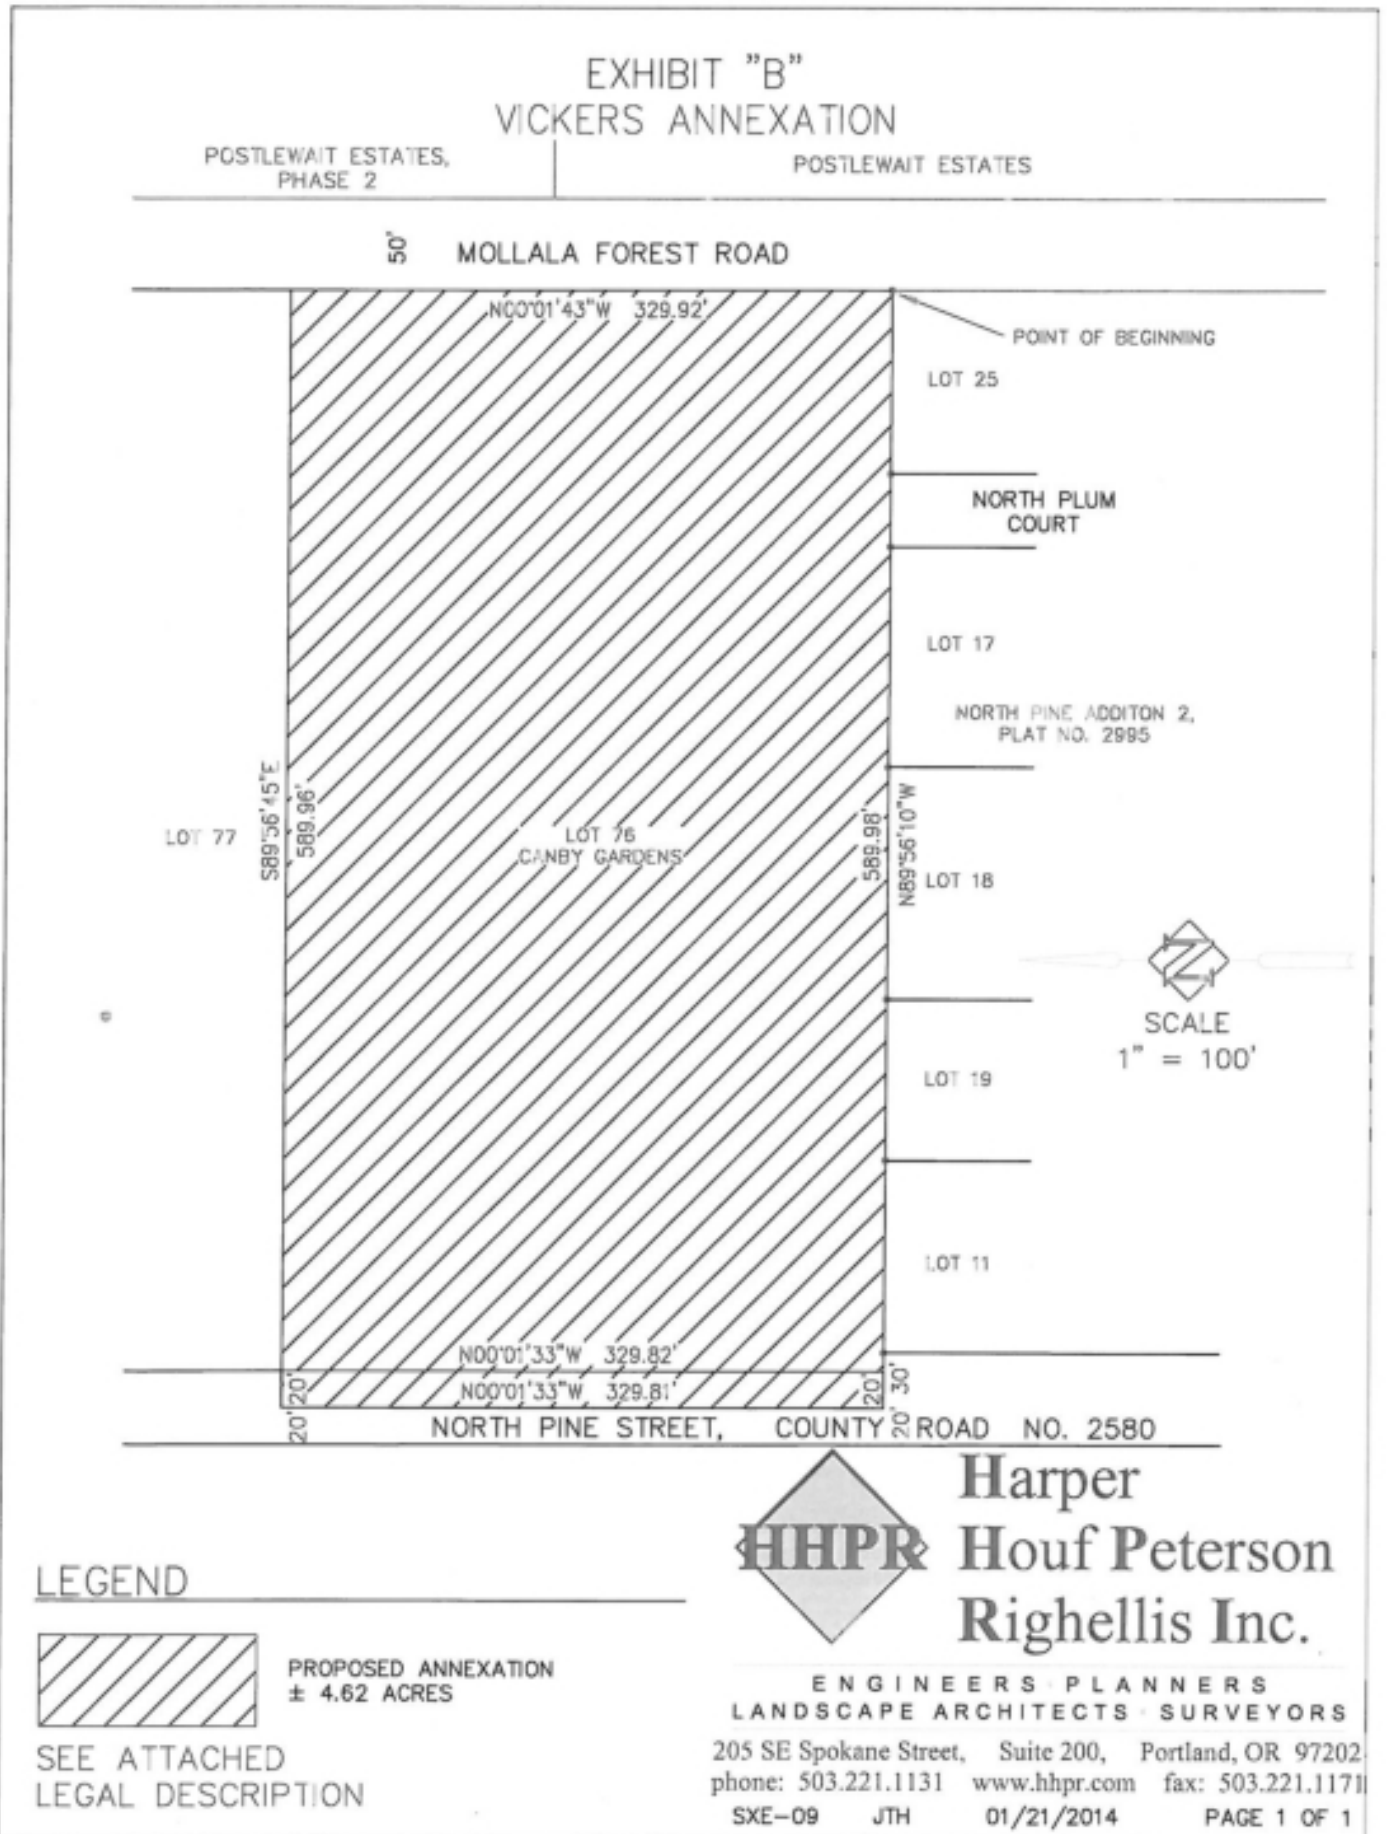 EXHIBIT "B"
VICKERS ANNEXATION
POSTLEWAIT ESTATES,
PHASE 2
POSTLEWAIT ESTATES
50'
MOLLALA FOREST ROAD
N00°01'43"W 329.92'
POINT OF BEGINNING
LOT 25
NORTH PLUM
COURT
LOT 17
NORTH PINE ADDITON 2,
PLAT NO. 2995
LOT 77
S89°56'45"E
589.96'
LOT 76
CANBY GARDENS
589.98'
N89°56'10"W
LOT 18
N
SCALE
1" = 100'
LOT 19
LOT 11
N00°01'33"W 329.82'
N00°01'33"W 329.81'
20'
20'
20'
20'
30'
NORTH PINE STREET, COUNTY ROAD NO. 2580
HHPR
Harper
Houf Peterson
Righellis Inc.
LEGEND
PROPOSED ANNEXATION
± 4.62 ACRES
SEE ATTACHED
LEGAL DESCRIPTION
ENGINEERS · PLANNERS
LANDSCAPE ARCHITECTS · SURVEYORS
205 SE Spokane Street, Suite 200, Portland, OR 97202
phone: 503.221.1131 www.hhpr.com fax: 503.221.1171
SXE-09 JTH 01/21/2014 PAGE 1 OF 1